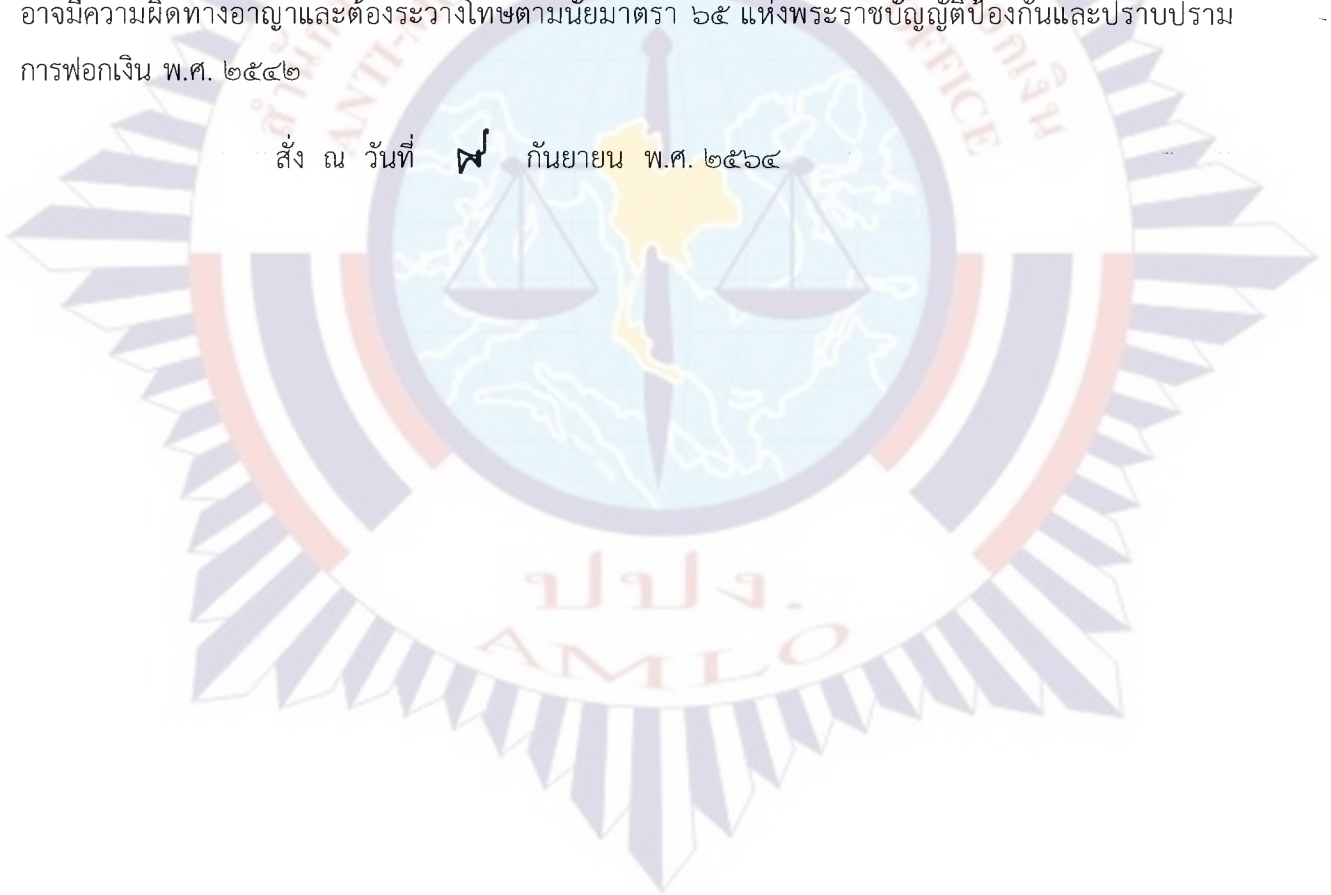 อาจมีความผิดทางอาญาและต้องระวางโทษตามนัยมาตรา ๖๕ แห่งพระราชบัญญัติป้องกันและปราบปราม
การฟอกเงิน พ.ศ. ๒๕๔๒
สั่ง ณ วันที่ ๙ กันยายน พ.ศ. ๒๕๖๔
ปปง.
AMLO